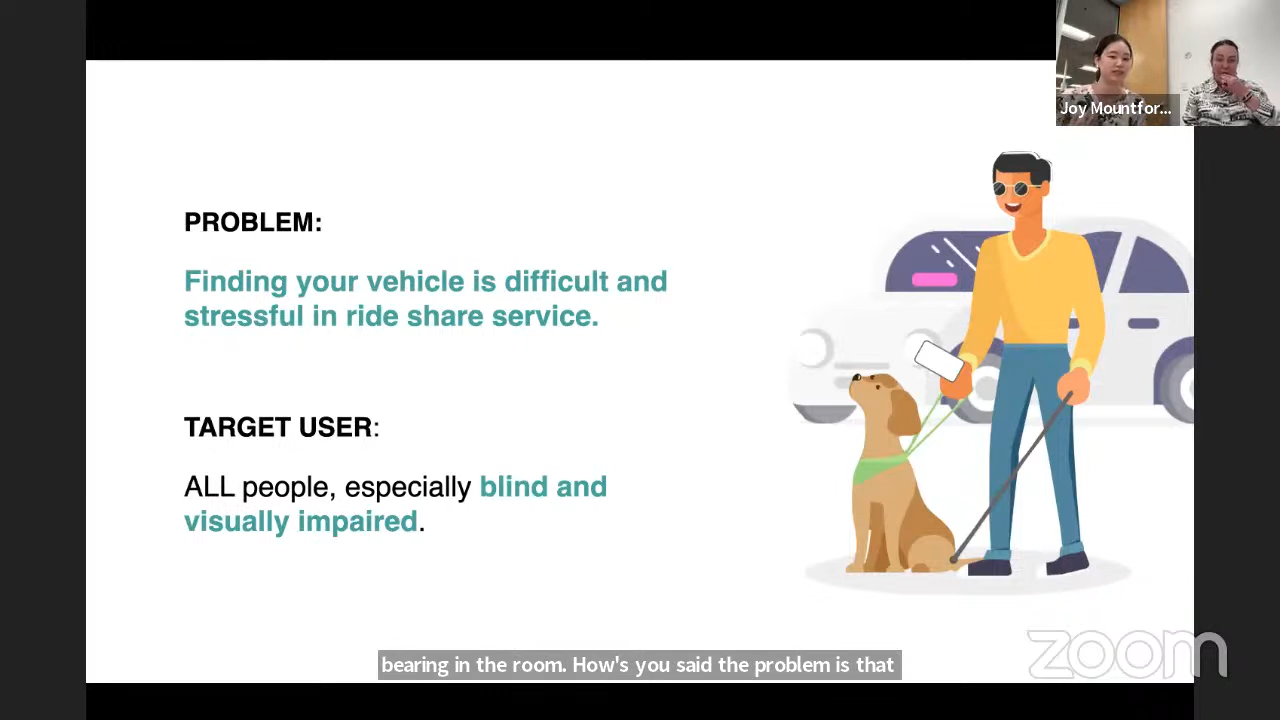 Joy Mountfor...
PROBLEM:
Finding your vehicle is difficult and
stressful in ride share service.
TARGET USER:
ALL people, especially blind and
visually impaired.
bearing in the room. How's you said the problem is that
zoom